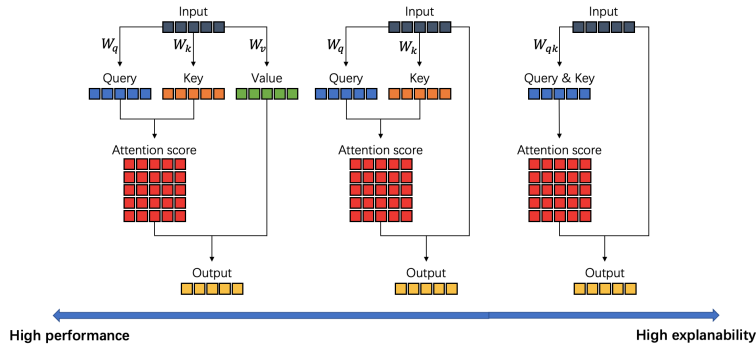 Input
W_q W_k W_v
Query Key Value
Attention score
Output
Input
W_q W_k
Query Key
Attention score
Output
Input
W_qk
Query & Key
Attention score
Output
High performance
High explanability